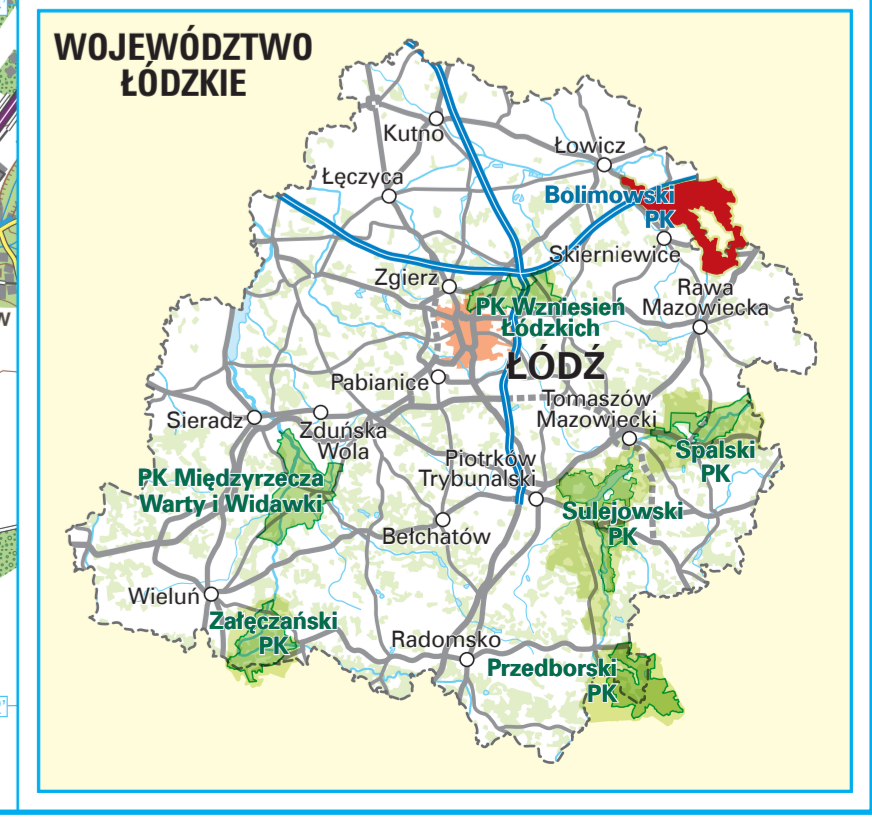 WOJEWÓDZTWO
ŁÓDZKIE
Kutno
Łowicz
Łęczyca
Bolimowski
PK
Skierniewice
Zgierz
Rawa
Mazowiecka
PK Wzniesień
Łódzkich
ŁÓDŹ
Pabianice
Tomaszów
Mazowiecki
Sieradz
Zduńska
Wola
Spalski
PK
Piotrków
Trybunalski
PK Międzyrzecza
Warty i Widawki
Sulejowski
PK
Bełchatów
Wieluń
Załęczański
PK
Radomsko
Przedborski
PK